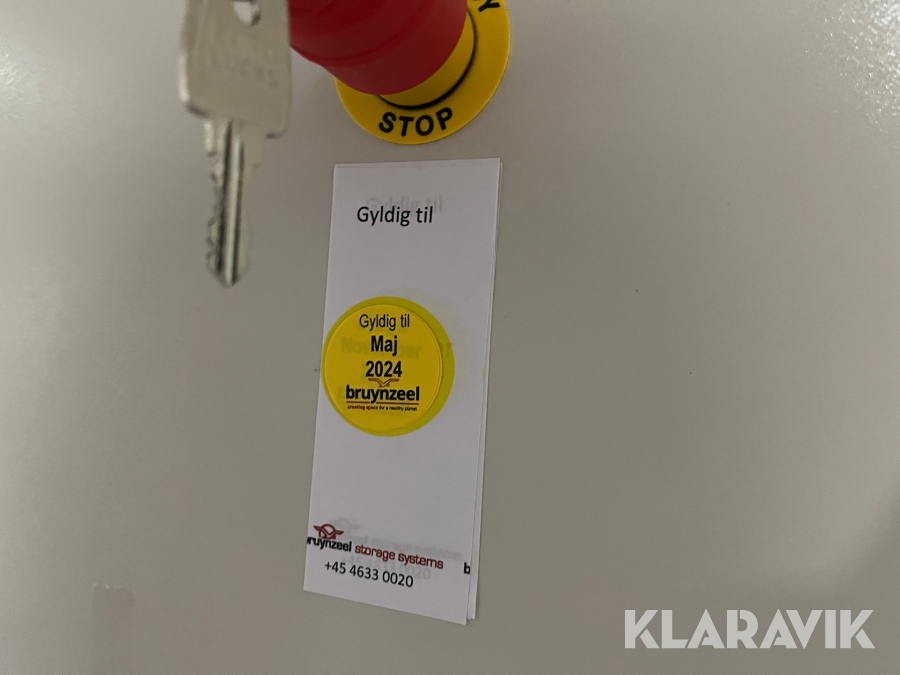 STOP
Gyldig til
Gyldig til
Maj
2024
bruynzeel
creating space for a healthy planet
bruynzeel storage systems
+45 4633 0020
KLARAVIK